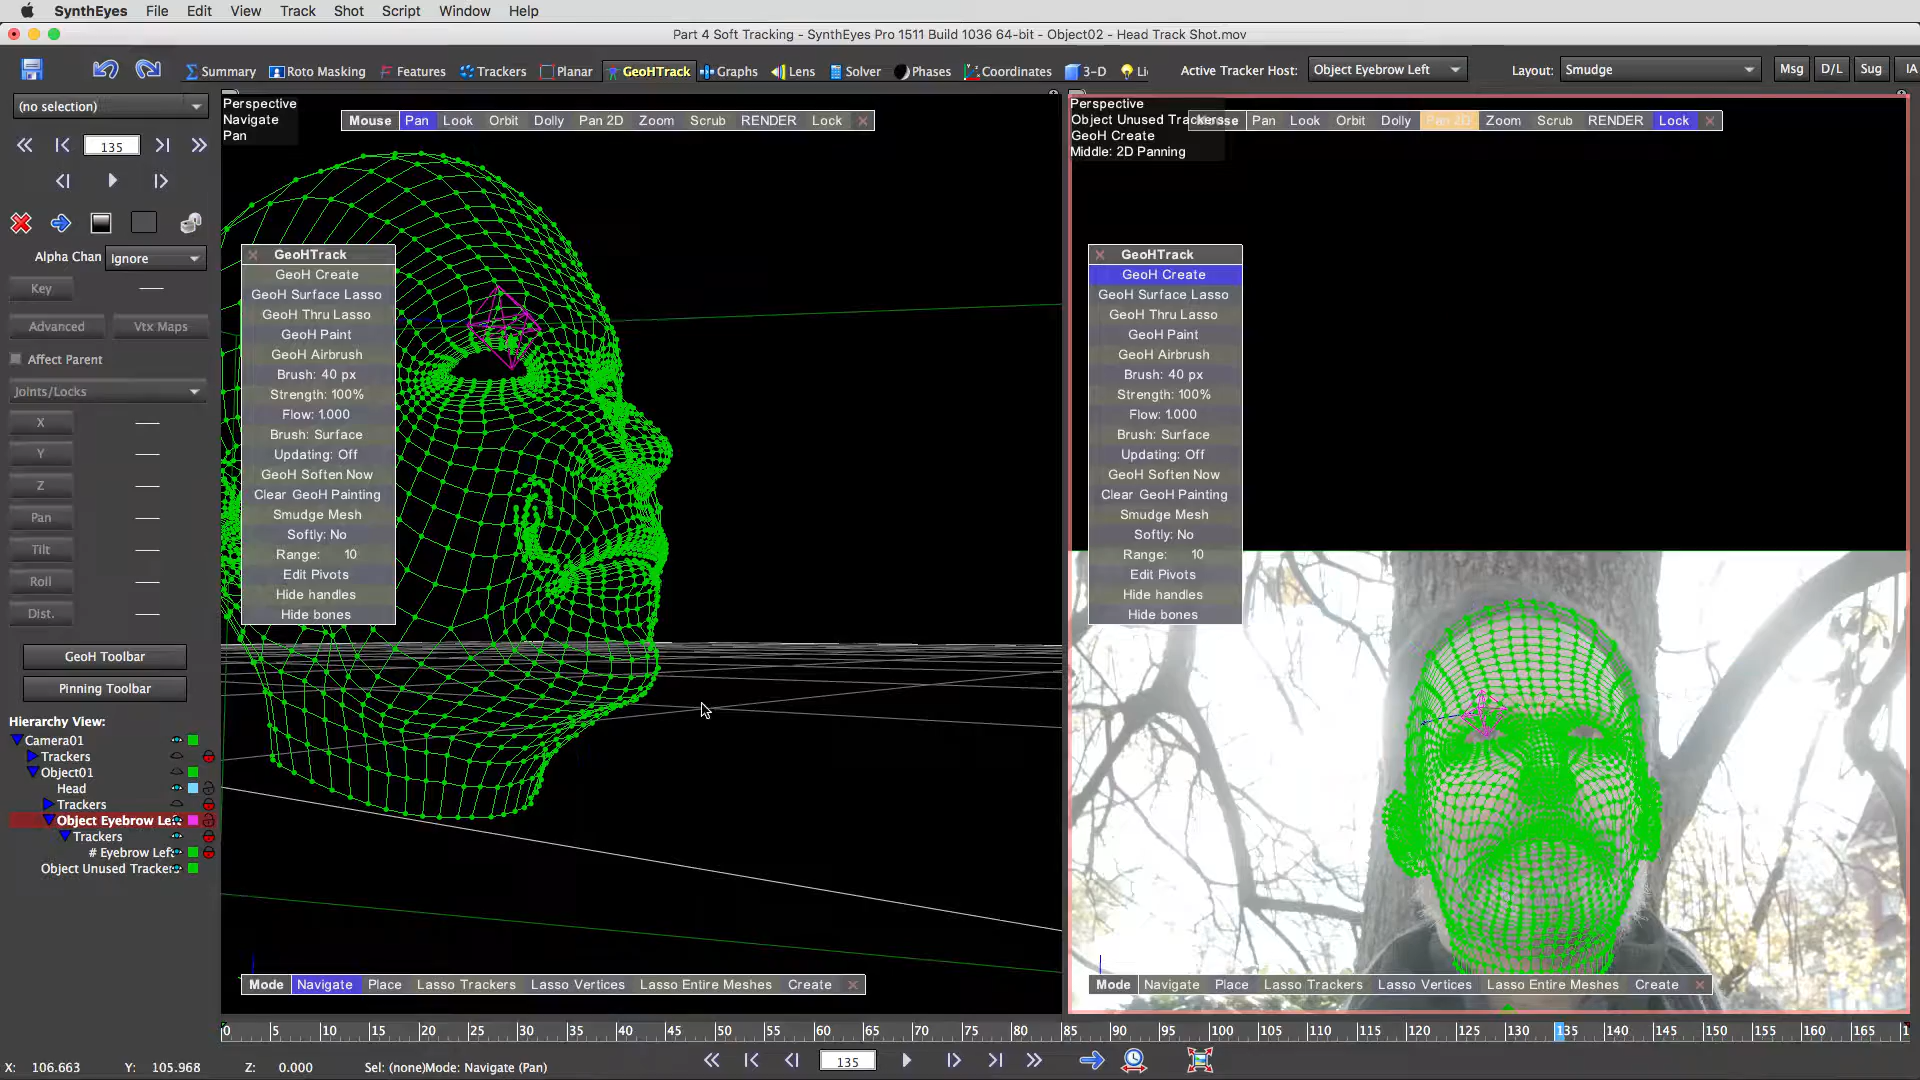 SynthEyes File Edit View Track Shot Script Window Help
Part 4 Soft Tracking - SynthEyes Pro 1511 Build 1036 64-bit - Object02 - Head Track Shot.mov
Summary Roto Masking Features Trackers Planar GeoHTrack Graphs Lens Solver Phases Coordinates 3-D Li Active Tracker Host: Object Eyebrow Left Layout: Smudge Msg D/L Sug IA
(no selection)
135
Alpha Chan Ignore
Key
Advanced Vtx Maps
Affect Parent
Joints/Locks
X
Y
Z
Pan
Tilt
Roll
Dist.
GeoH Toolbar
Pinning Toolbar
Hierarchy View:
Camera01
Trackers
Object01
Head
Trackers
Object Eyebrow Lef
Trackers
# Eyebrow Left
Object Unused Trackers
Perspective
Navigate
Pan
Mouse Pan Look Orbit Dolly Pan 2D Zoom Scrub RENDER Lock
GeoHTrack
GeoH Create
GeoH Surface Lasso
GeoH Thru Lasso
GeoH Paint
GeoH Airbrush
Brush: 40 px
Strength: 100%
Flow: 1.000
Brush: Surface
Updating: Off
GeoH Soften Now
Clear GeoH Painting
Smudge Mesh
Softly: No
Range: 10
Edit Pivots
Hide handles
Hide bones
Mode Navigate Place Lasso Trackers Lasso Vertices Lasso Entire Meshes Create
Perspective
Object Unused Trackers
GeoH Create
Middle: 2D Panning
Mouse Pan Look Orbit Dolly Pan 2D Zoom Scrub RENDER Lock
GeoHTrack
GeoH Create
GeoH Surface Lasso
GeoH Thru Lasso
GeoH Paint
GeoH Airbrush
Brush: 40 px
Strength: 100%
Flow: 1.000
Brush: Surface
Updating: Off
GeoH Soften Now
Clear GeoH Painting
Smudge Mesh
Softly: No
Range: 10
Edit Pivots
Hide handles
Hide bones
Mode Navigate Place Lasso Trackers Lasso Vertices Lasso Entire Meshes Create
0 5 10 15 20 25 30 35 40 45 50 55 60 65 70 75 80 85 90 95 100 105 110 115 120 125 130 135 140 145 150 155 160 165
X: 106.663 Y: 105.968 Z: 0.000 Sel: (none)Mode: Navigate (Pan) 135